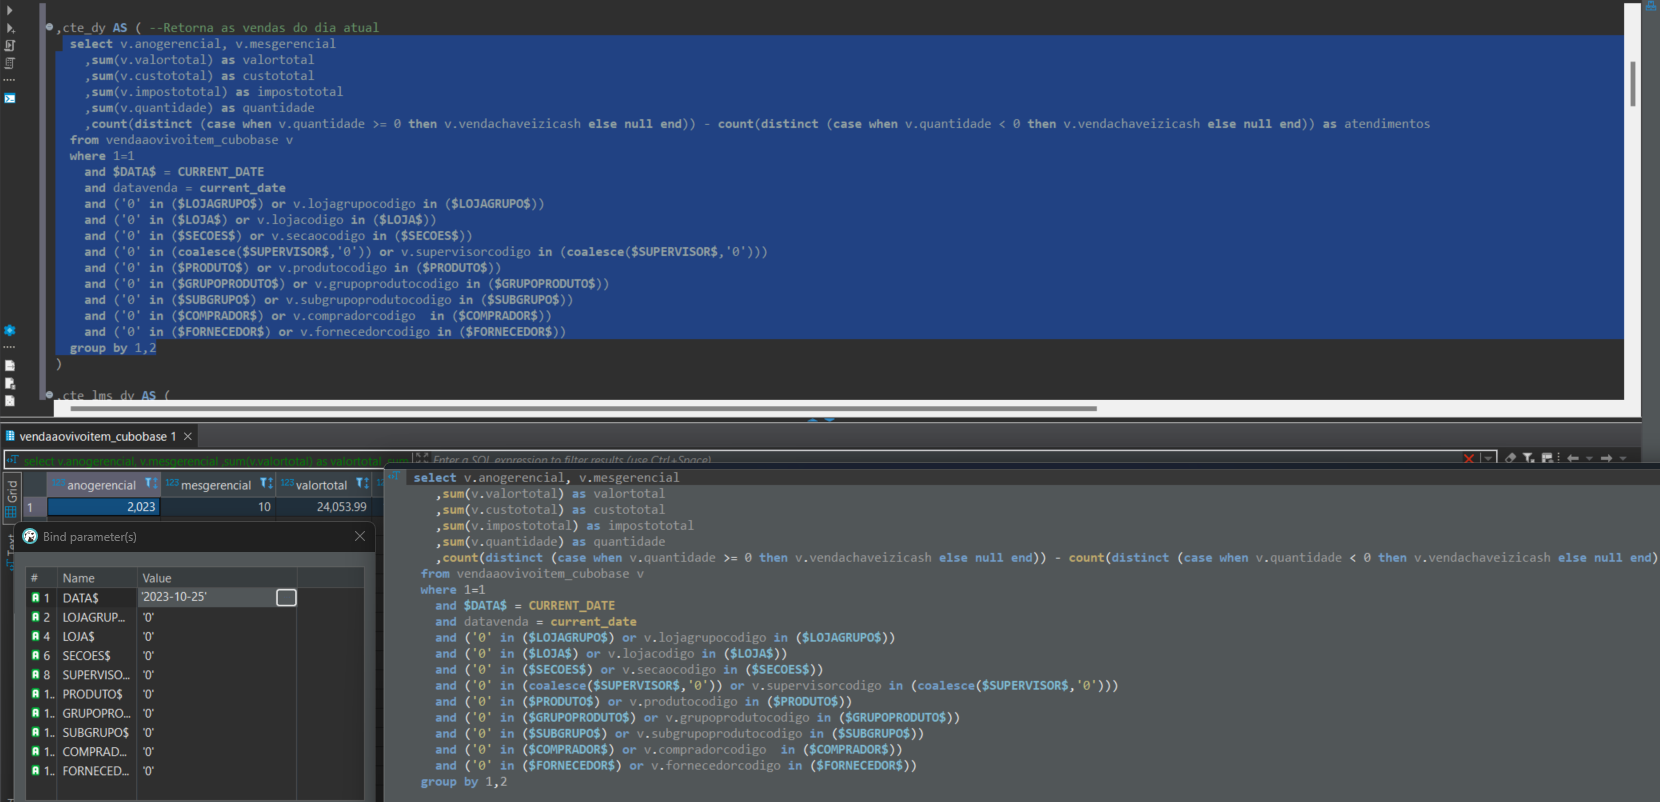 ,cte_dy AS ( --Retorna as vendas do dia atual
select v.anogerencial, v.mesgerencial
,sum(v.valortotal) as valortotal
,sum(v.custototal) as custototal
,sum(v.impostototal) as impostototal
,sum(v.quantidade) as quantidade
,count(distinct (case when v.quantidade >= 0 then v.vendachaveizicash else null end)) - count(distinct (case when v.quantidade < 0 then v.vendachaveizicash else null end)) as atendimentos
from vendaaovivoitem_cubobase v
where 1=1
and $DATA$ = CURRENT_DATE
and datavenda = current_date
and ('0' in ($LOJAGRUPO$) or v.lojagrupocodigo in ($LOJAGRUPO$))
and ('0' in ($LOJA$) or v.lojacodigo in ($LOJA$))
and ('0' in ($SECOES$) or v.secaocodigo in ($SECOES$))
and ('0' in (coalesce($SUPERVISOR$,'0')) or v.supervisorcodigo in (coalesce($SUPERVISOR$,'0')))
and ('0' in ($PRODUTO$) or v.produtocodigo in ($PRODUTO$))
and ('0' in ($GRUPOPRODUTO$) or v.grupoprodutocodigo in ($GRUPOPRODUTO$))
and ('0' in ($SUBGRUPO$) or v.subgrupoprodutocodigo in ($SUBGRUPO$))
and ('0' in ($COMPRADOR$) or v.compradorcodigo  in ($COMPRADOR$))
and ('0' in ($FORNECEDOR$) or v.fornecedorcodigo in ($FORNECEDOR$))
group by 1,2
)
,cte_lms_dy AS (
vendaaovivoitem_cubobase 1
select v.anogerencial, v.mesgerencial ,sum(v.valortotal) as valortotal ,sum
Enter a SQL expression to filter results (use Ctrl+Space)
Grid
Text
anogerencial
123 mesgerencial
123 valortotal
1 2,023 10 24,053.99
Bind parameter(s)
# Name Value
1 DATA$ '2023-10-25'
2 LOJAGRUP... '0'
4 LOJA$ '0'
6 SECOES$ '0'
8 SUPERVISO... '0'
1.. PRODUTO$ '0'
1.. GRUPOPRO... '0'
1.. SUBGRUPO$ '0'
1.. COMPRAD... '0'
1.. FORNECED... '0'
select v.anogerencial, v.mesgerencial
,sum(v.valortotal) as valortotal
,sum(v.custototal) as custototal
,sum(v.impostototal) as impostototal
,sum(v.quantidade) as quantidade
,count(distinct (case when v.quantidade >= 0 then v.vendachaveizicash else null end)) - count(distinct (case when v.quantidade < 0 then v.vendachaveizicash else null end)
from vendaaovivoitem_cubobase v
where 1=1
and $DATA$ = CURRENT_DATE
and datavenda = current_date
and ('0' in ($LOJAGRUPO$) or v.lojagrupocodigo in ($LOJAGRUPO$))
and ('0' in ($LOJA$) or v.lojacodigo in ($LOJA$))
and ('0' in ($SECOES$) or v.secaocodigo in ($SECOES$))
and ('0' in (coalesce($SUPERVISOR$,'0')) or v.supervisorcodigo in (coalesce($SUPERVISOR$,'0')))
and ('0' in ($PRODUTO$) or v.produtocodigo in ($PRODUTO$))
and ('0' in ($GRUPOPRODUTO$) or v.grupoprodutocodigo in ($GRUPOPRODUTO$))
and ('0' in ($SUBGRUPO$) or v.subgrupoprodutocodigo in ($SUBGRUPO$))
and ('0' in ($COMPRADOR$) or v.compradorcodigo  in ($COMPRADOR$))
and ('0' in ($FORNECEDOR$) or v.fornecedorcodigo in ($FORNECEDOR$))
group by 1,2